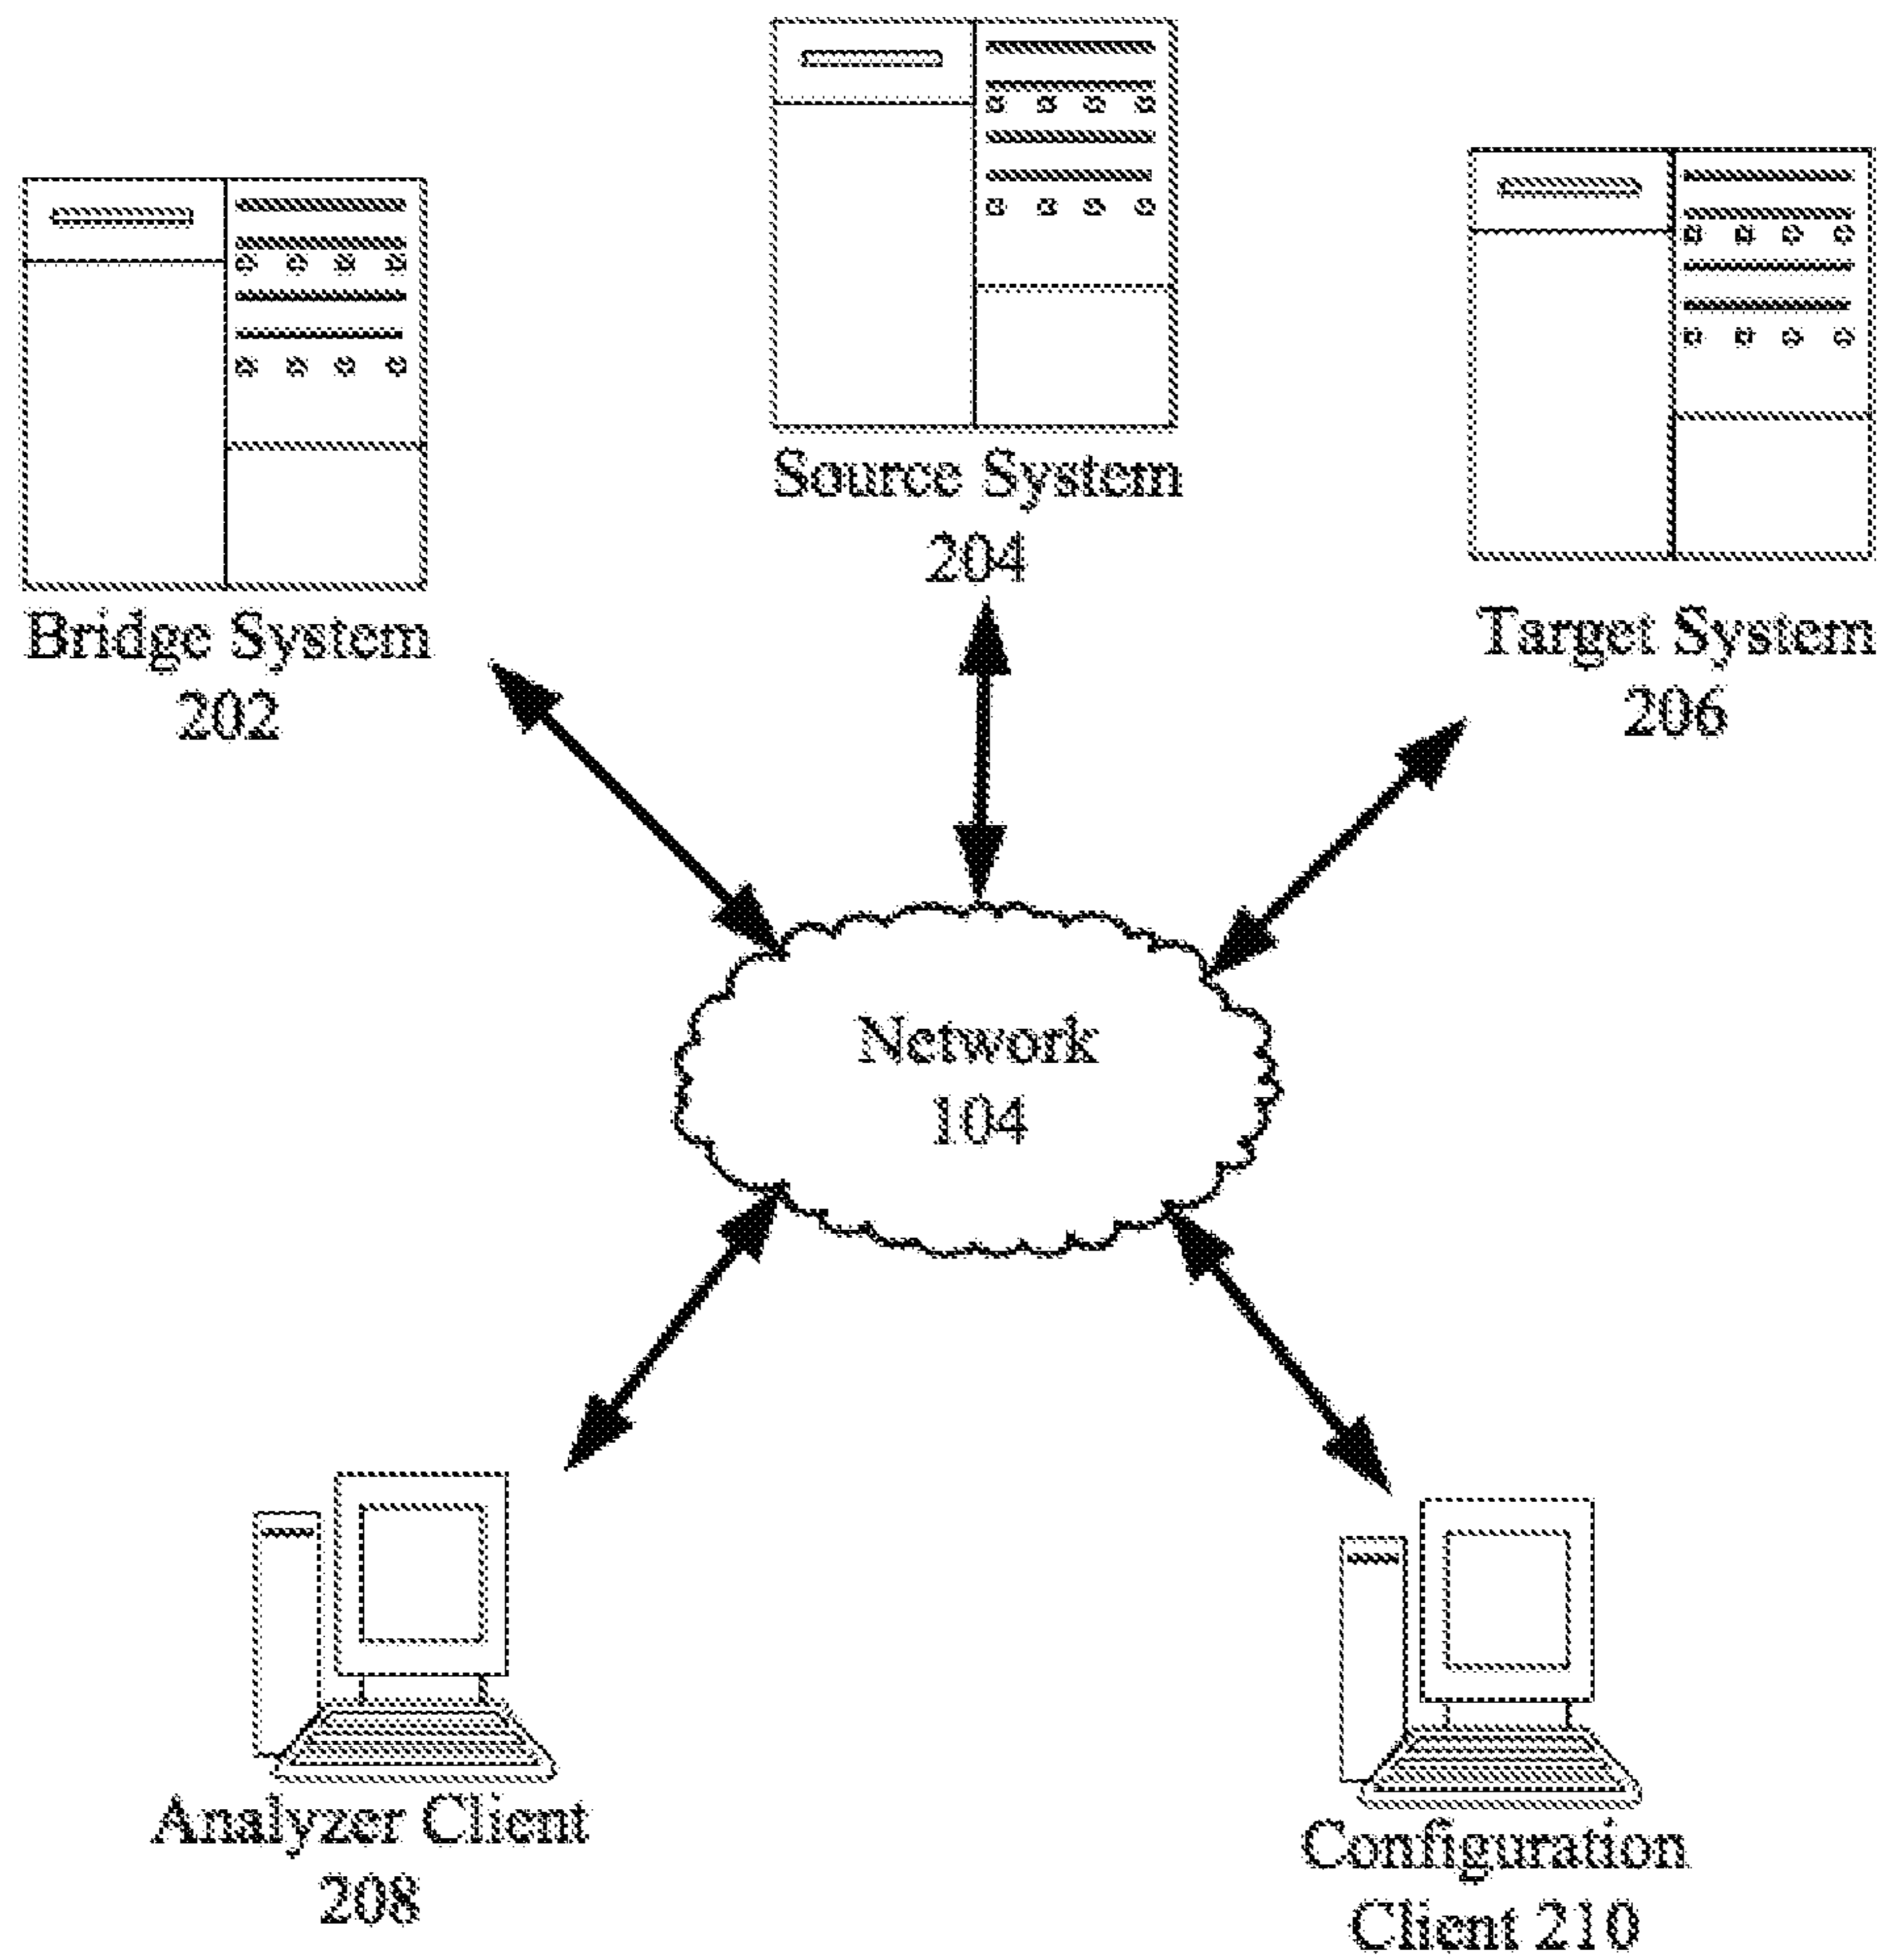 Source System
204
Bridge System
202
Target System
206
Network
104
Analyzer Client
208
Configuration
Client 210